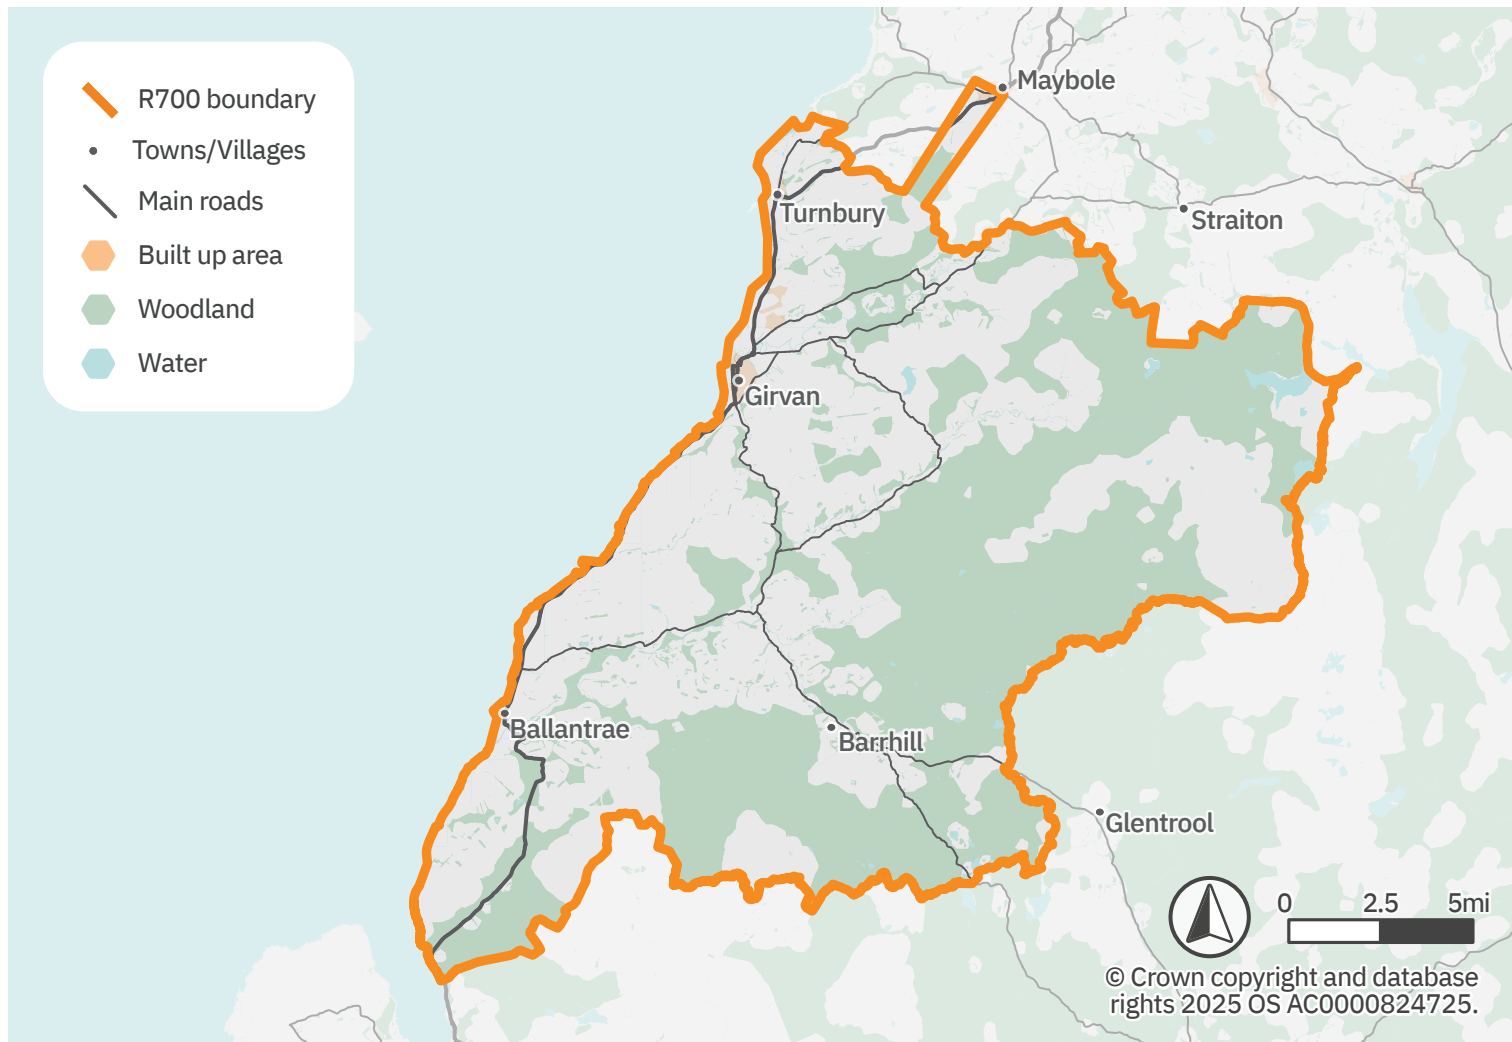 R700 boundary
Towns/Villages
Main roads
Built up area
Woodland
Water
Maybole
Turnbury
Straiton
Girvan
Ballantrae
Barrhill
Glentrool
0 2.5 5mi
© Crown copyright and database
rights 2025 OS AC0000824725.